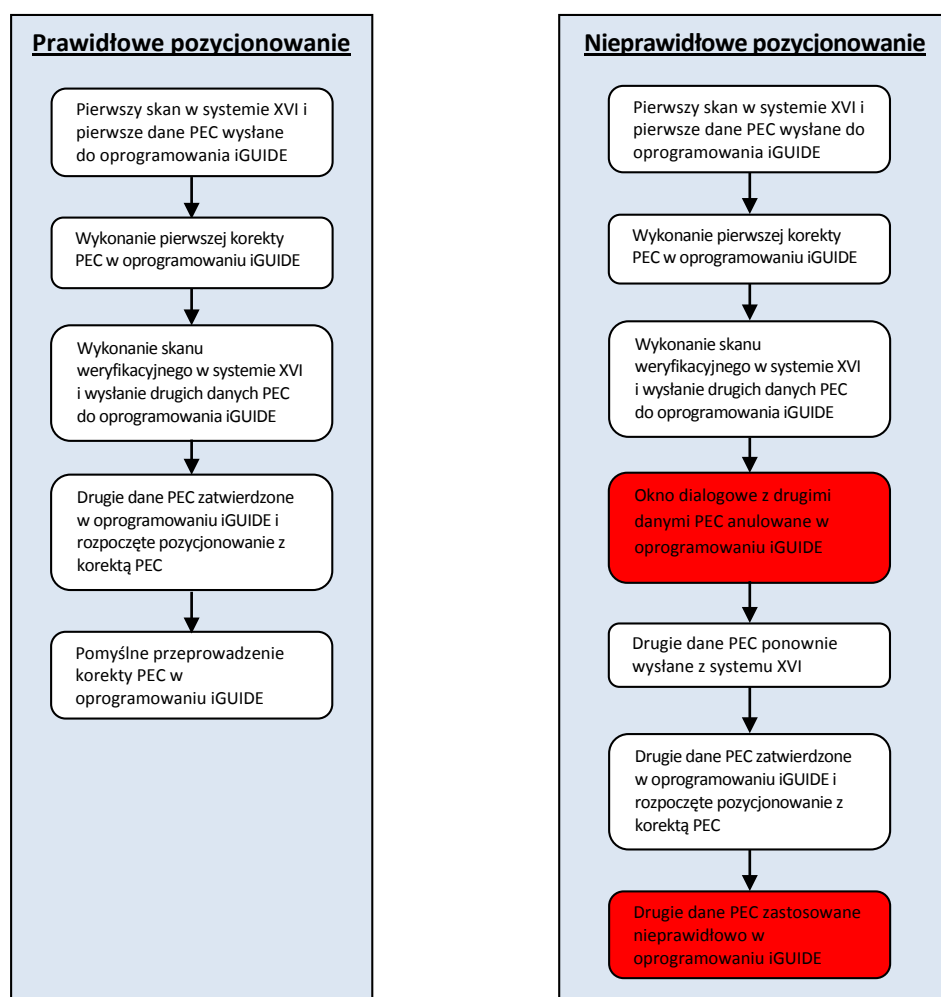 Prawidłowe pozycjonowanie
Pierwszy skan w systemie XVI i
pierwsze dane PEC wysłane
do oprogramowania iGUIDE
Wykonanie pierwszej korekty
PEC w oprogramowaniu iGUIDE
Wykonanie skanu
weryfikacyjnego w systemie XVI
i wysłanie drugich danych PEC
do oprogramowania iGUIDE
Drugie dane PEC zatwierdzone
w oprogramowaniu iGUIDE i
rozpoczęte pozycjonowanie z
korektą PEC
Pomyślne przeprowadzenie
korekty PEC w
oprogramowaniu iGUIDE
Nieprawidłowe pozycjonowanie
Pierwszy skan w systemie XVI i
pierwsze dane PEC wysłane do
oprogramowania iGUIDE
Wykonanie pierwszej korekty
PEC w oprogramowaniu iGUIDE
Wykonanie skanu
weryfikacyjnego w systemie XVI
i wysłanie drugich danych PEC
do oprogramowania iGUIDE
Okno dialogowe z drugimi
danymi PEC anulowane w
oprogramowaniu iGUIDE
Drugie dane PEC ponownie
wysłane z systemu XVI
Drugie dane PEC zatwierdzone
w oprogramowaniu iGUIDE i
rozpoczęte pozycjonowanie z
korektą PEC
Drugie dane PEC zastosowane
nieprawidłowo w
oprogramowaniu iGUIDE